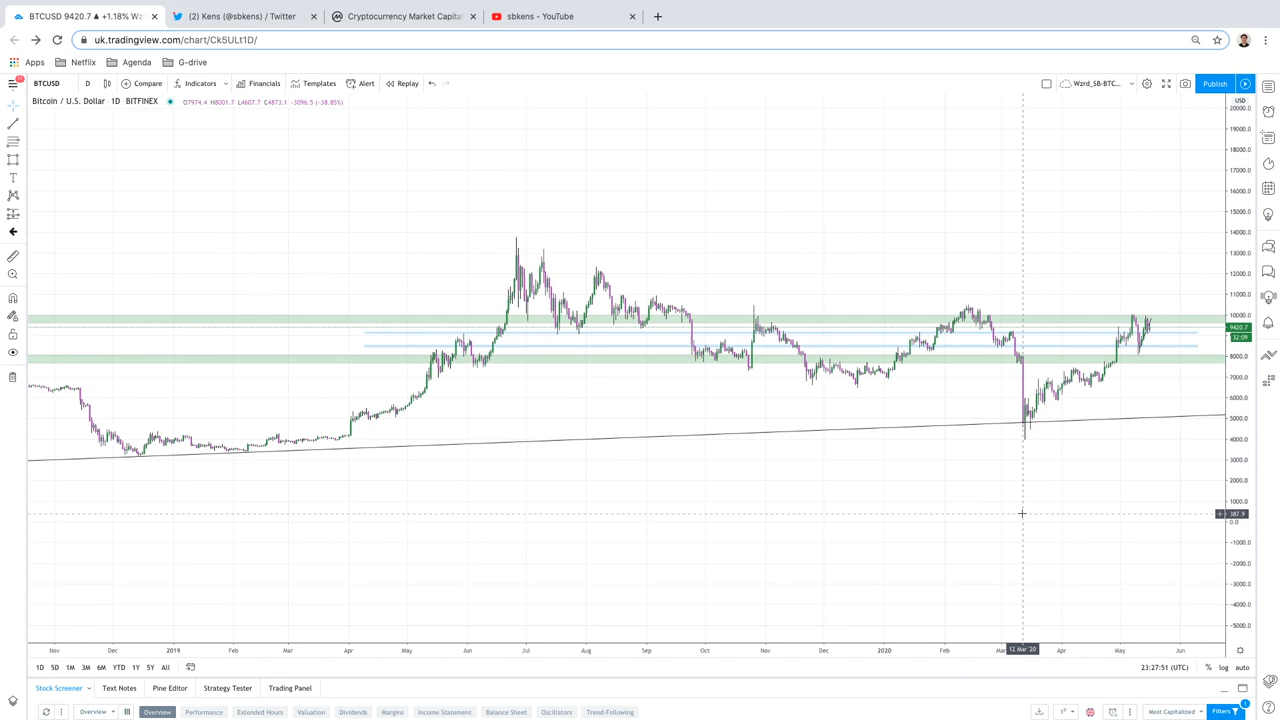 BTCUSD 9420.7 ▲ +1.18% Wzr
(2) Kens (@sbkens) / Twitter
Cryptocurrency Market Capital
sbkens - YouTube
uk.tradingview.com/chart/Ck5ULt1D/
Apps Netflix Agenda G-drive
BTCUSD D Compare Indicators Financials Templates Alert Replay Wzrd_SB-BTC... Publish
Bitcoin / U.S. Dollar 1D BITFINEX O7974.4 H8001.7 L4607.7 C4873.1 -3096.5 (-38.85%)
USD
20000.0
19000.0
18000.0
17000.0
16000.0
15000.0
14000.0
13000.0
12000.0
11000.0
10000.0
9420.7
32:09
8000.0
7000.0
6000.0
5000.0
4000.0
3000.0
2000.0
1000.0
387.9
0.0
-1000.0
-2000.0
-3000.0
-4000.0
-5000.0
Nov Dec 2019 Feb Mar Apr May Jun Jul Aug Sep Oct Nov Dec 2020 Feb Mar 12 Mar '20 Apr May Jun
1D 5D 1M 3M 6M YTD 1Y 5Y All 23:27:51 (UTC) % log auto
Stock Screener Text Notes Pine Editor Strategy Tester Trading Panel
Overview Overview Performance Extended Hours Valuation Dividends Margins Income Statement Balance Sheet Oscillators Trend-Following Most Capitalized Filters